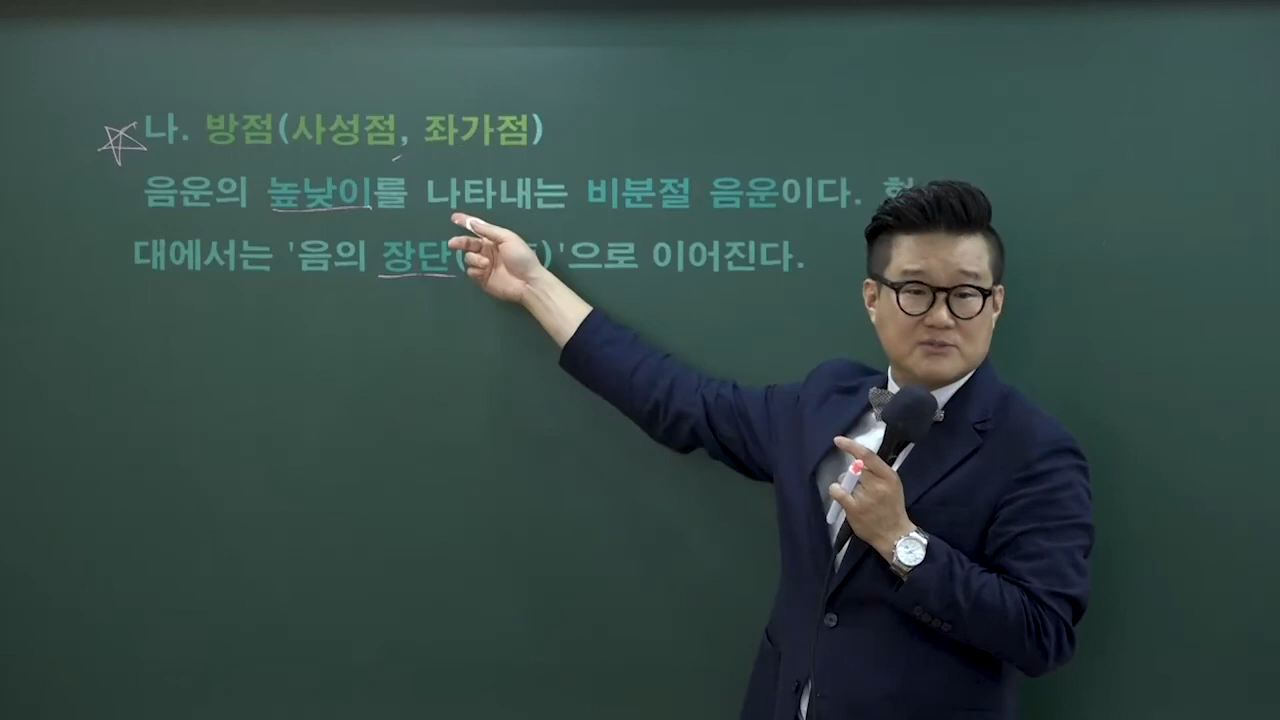 나. 방점(사성점, 좌가점)
음운의 높낮이를 나타내는 비분절 음운이다.
대에서는 '음의 장단( )'으로 이어진다.